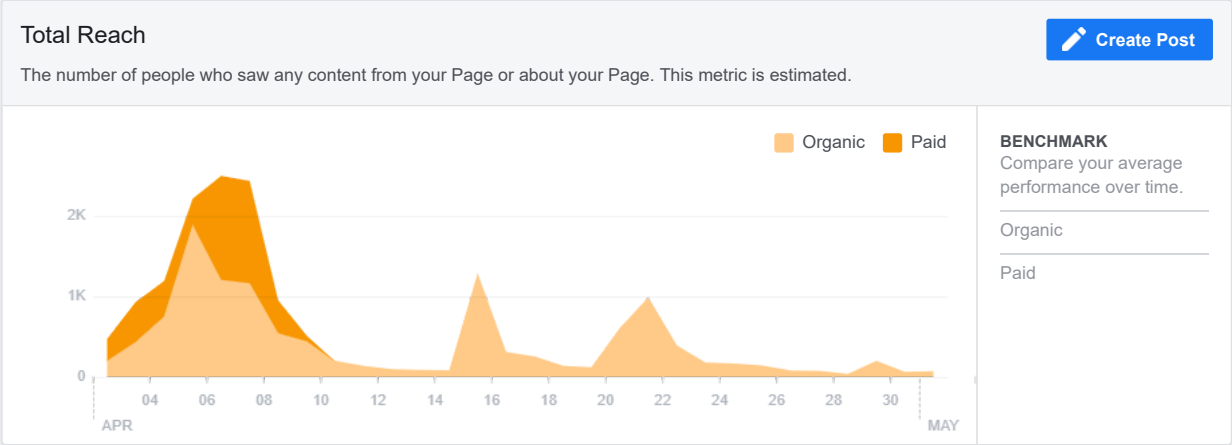 Total Reach
Create Post
The number of people who saw any content from your Page or about your Page. This metric is estimated.
Organic
Paid
BENCHMARK
Compare your average
performance over time.
Organic
Paid
2K
1K
0
04 06 08 10 12 14 16 18 20 22 24 26 28 30
APR MAY